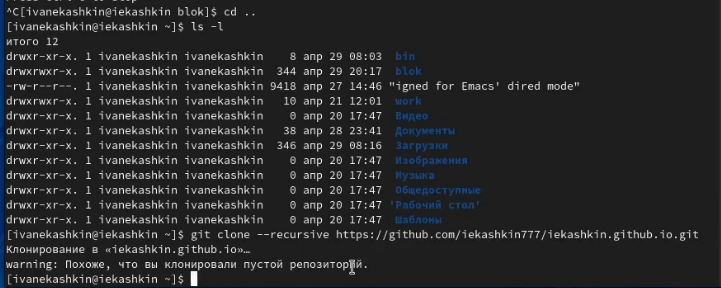 ^C[ivanekashkin@iekashkin blok]$ cd ..
[ivanekashkin@iekashkin ~]$ ls -l
итого 12
drwxr-xr-x. 1 ivanekashkin ivanekashkin 8 апр 29 08:03 bin
drwxrwxr-x. 1 ivanekashkin ivanekashkin 344 апр 29 20:17 blok
-rw-r--r--. 1 ivanekashkin ivanekashkin 9418 апр 27 14:46 "igned for Emacs' dired mode"
drwxrwxr-x. 1 ivanekashkin ivanekashkin 10 апр 21 12:01 work
drwxr-xr-x. 1 ivanekashkin ivanekashkin 0 апр 20 17:47 Видео
drwxr-xr-x. 1 ivanekashkin ivanekashkin 38 апр 28 23:41 Документы
drwxr-xr-x. 1 ivanekashkin ivanekashkin 346 апр 29 08:16 Загрузки
drwxr-xr-x. 1 ivanekashkin ivanekashkin 0 апр 20 17:47 Изображения
drwxr-xr-x. 1 ivanekashkin ivanekashkin 0 апр 20 17:47 Музыка
drwxr-xr-x. 1 ivanekashkin ivanekashkin 0 апр 20 17:47 Общедоступные
drwxr-xr-x. 1 ivanekashkin ivanekashkin 0 апр 20 17:47 'Рабочий стол'
drwxr-xr-x. 1 ivanekashkin ivanekashkin 0 апр 20 17:47 Шаблоны
[ivanekashkin@iekashkin ~]$ git clone --recursive https://github.com/iekashkin777/iekashkin.github.io.git
Клонирование в «iekashkin.github.io»…
warning: Похоже, что вы клонировали пустой репозиторий.
[ivanekashkin@iekashkin ~]$